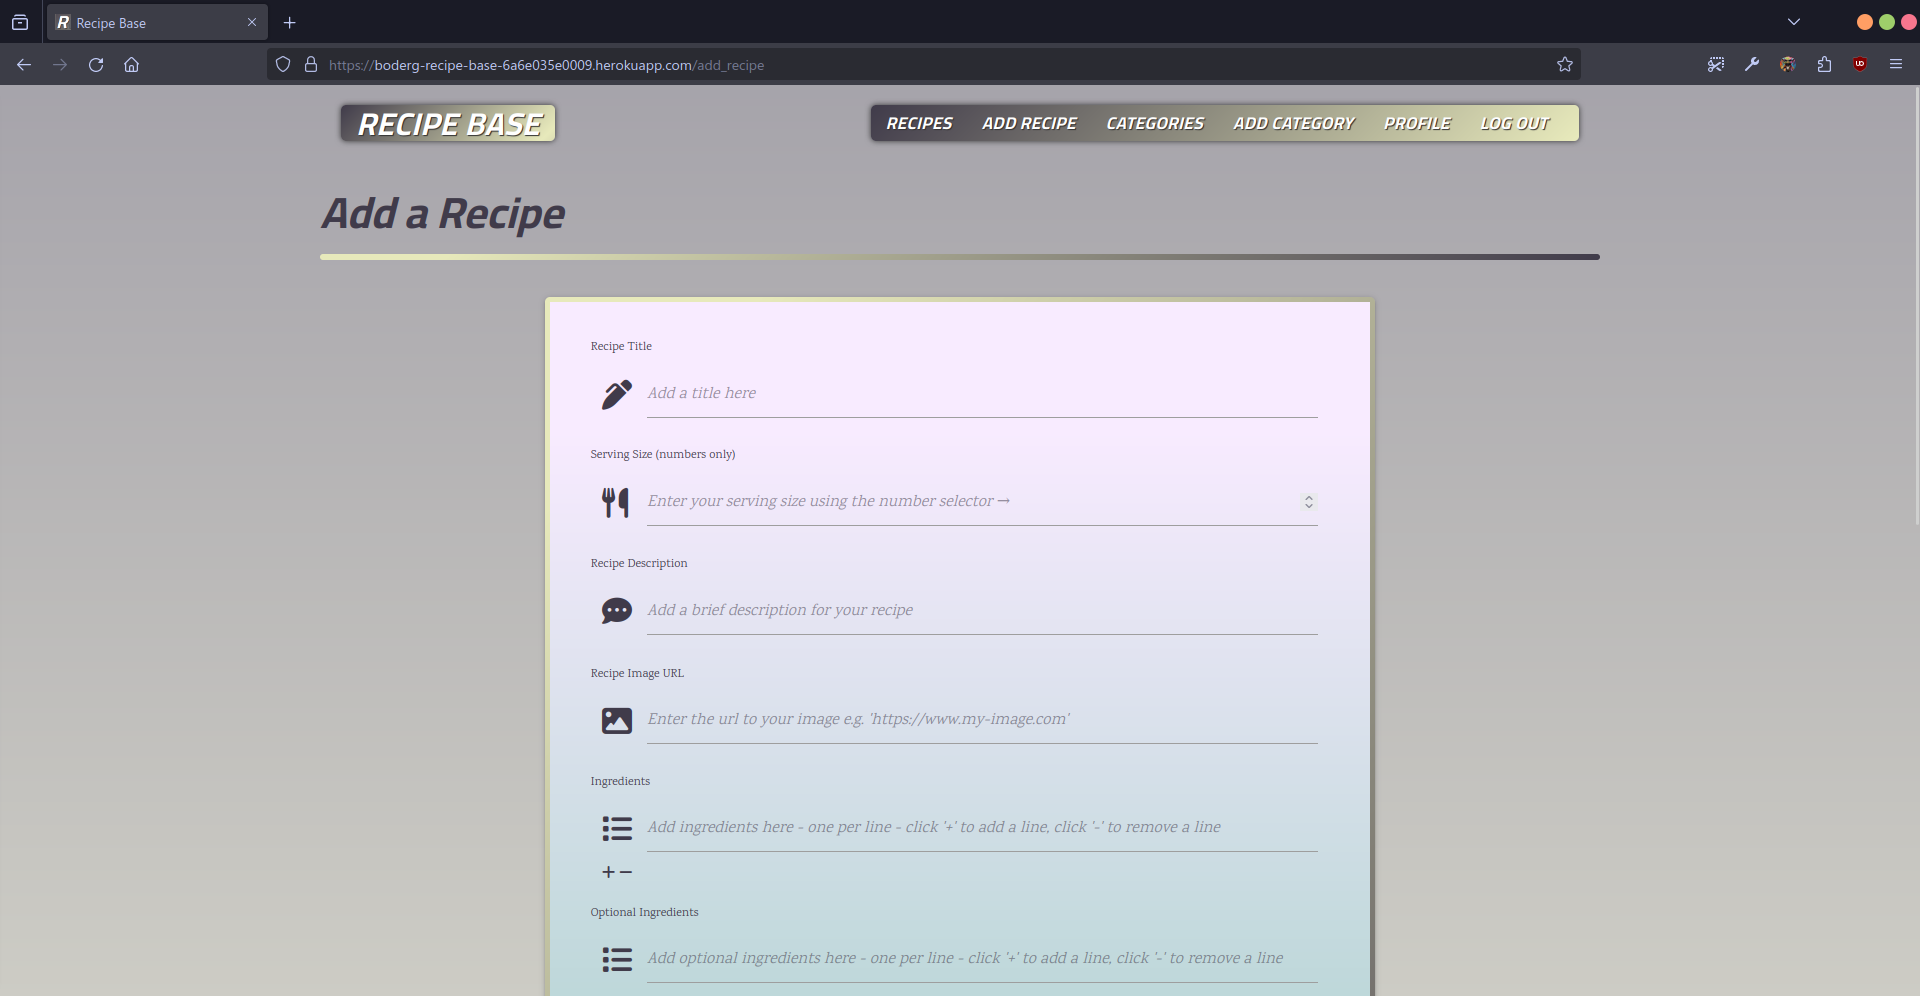 Recipe Base
https://boderg-recipe-base-6a6e035e0009.herokuapp.com/add_recipe
RECIPE BASE
RECIPES ADD RECIPE CATEGORIES ADD CATEGORY PROFILE LOG OUT
Add a Recipe
Recipe Title
Add a title here
Serving Size (numbers only)
Enter your serving size using the number selector →
Recipe Description
Add a brief description for your recipe
Recipe Image URL
Enter the url to your image e.g. 'https://www.my-image.com'
Ingredients
Add ingredients here - one per line - click '+' to add a line, click '-' to remove a line
+ −
Optional Ingredients
Add optional ingredients here - one per line - click '+' to add a line, click '-' to remove a line